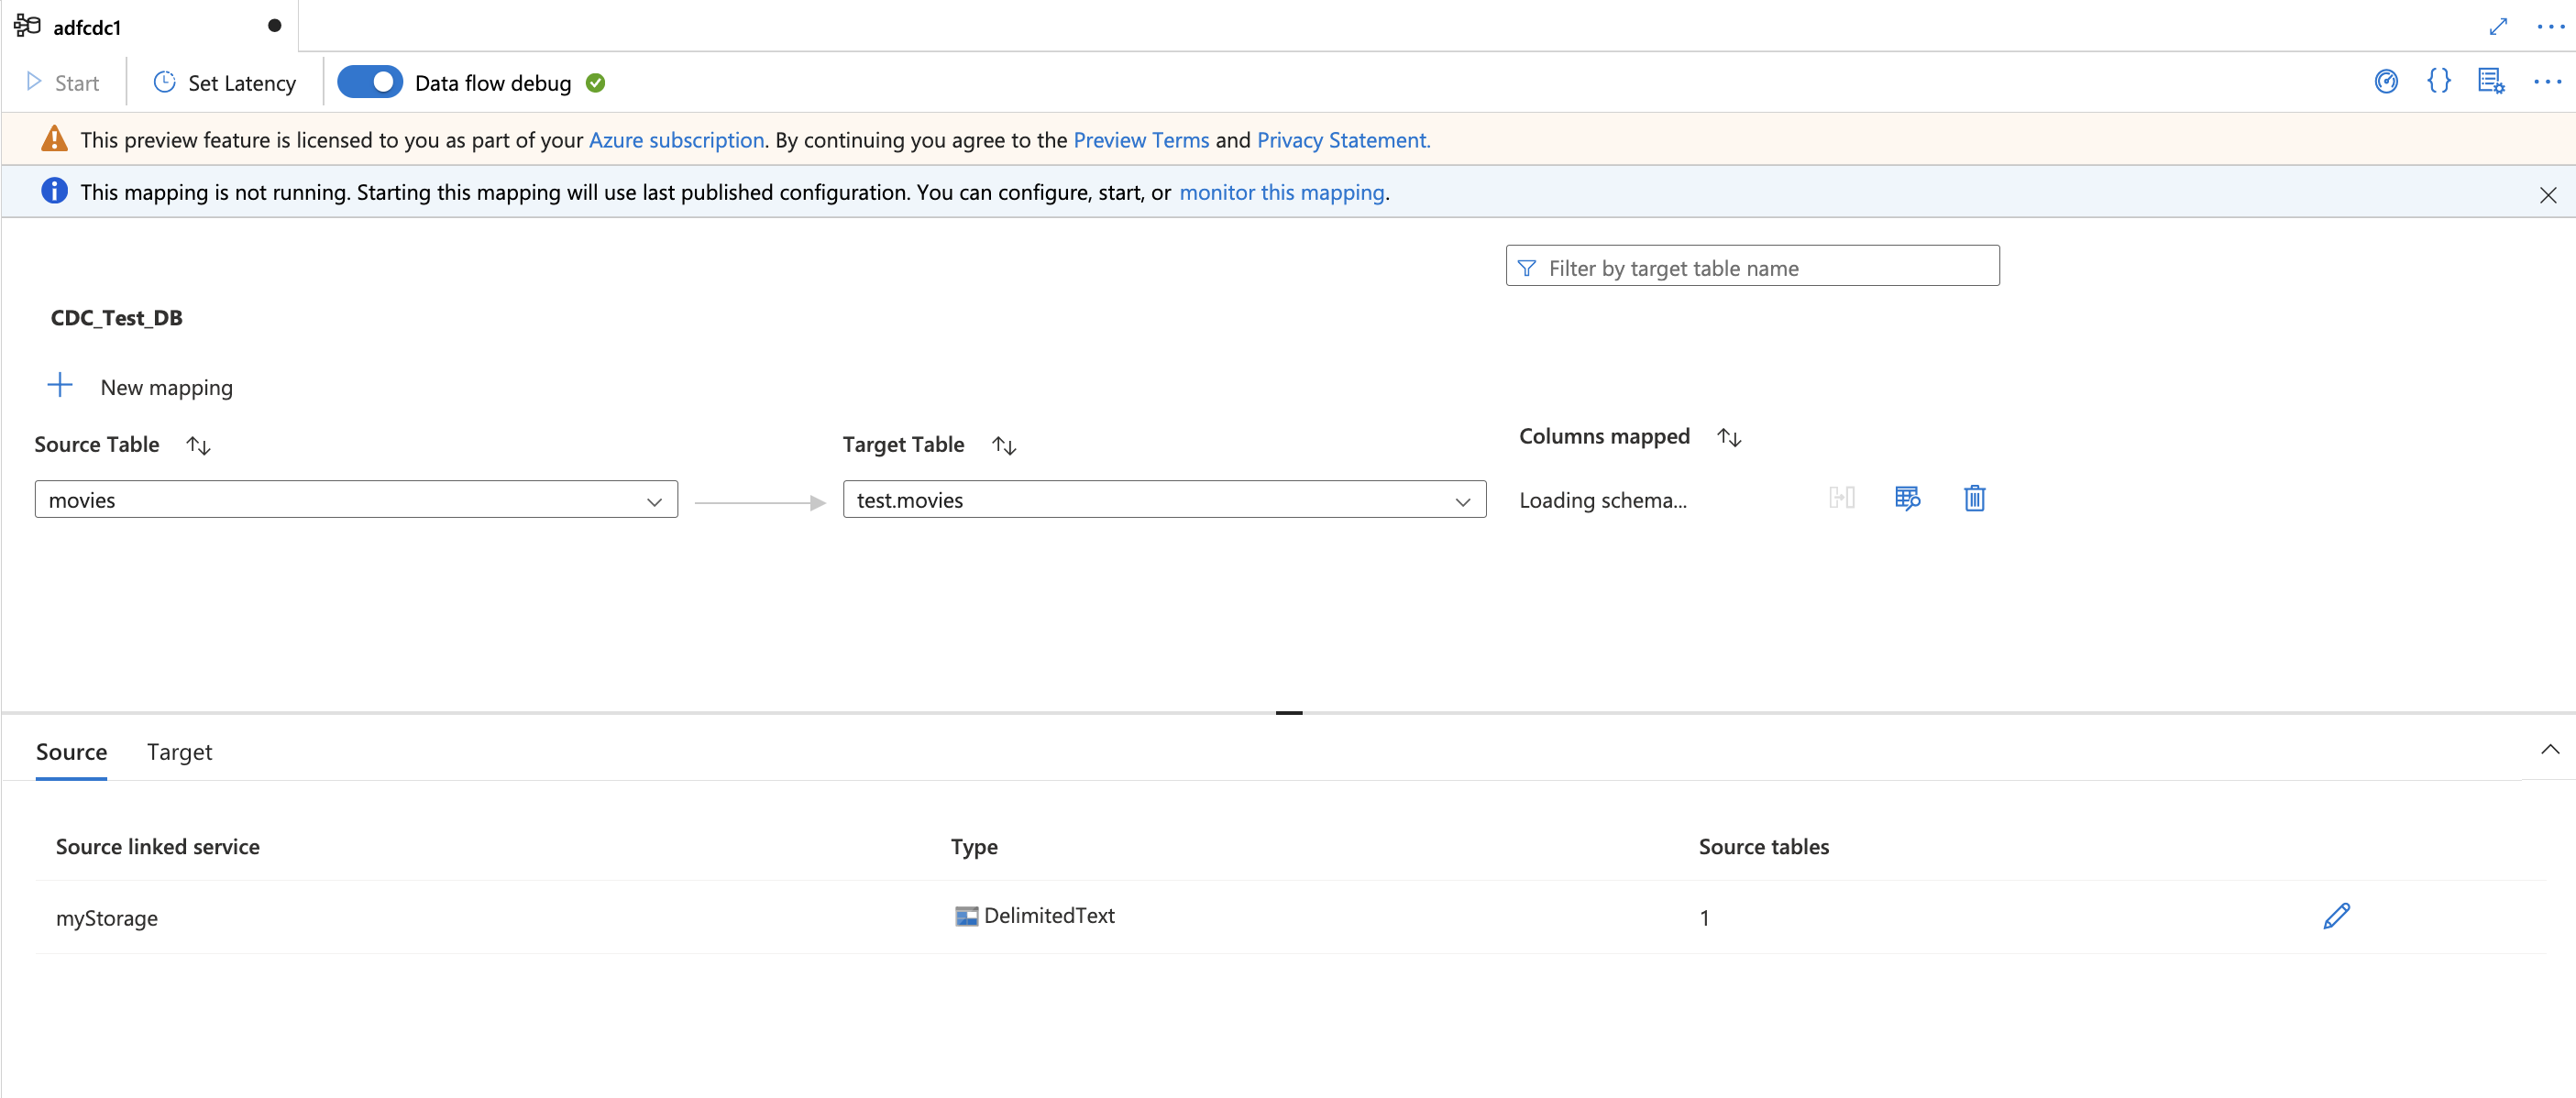 adfcdc1
Start
Set Latency
Data flow debug
This preview feature is licensed to you as part of your Azure subscription. By continuing you agree to the Preview Terms and Privacy Statement.
This mapping is not running. Starting this mapping will use last published configuration. You can configure, start, or monitor this mapping.
Filter by target table name
CDC_Test_DB
New mapping
Source Table
Target Table
Columns mapped
movies
test.movies
Loading schema...
Source
Target
Source linked service
Type
Source tables
myStorage
DelimitedText
1